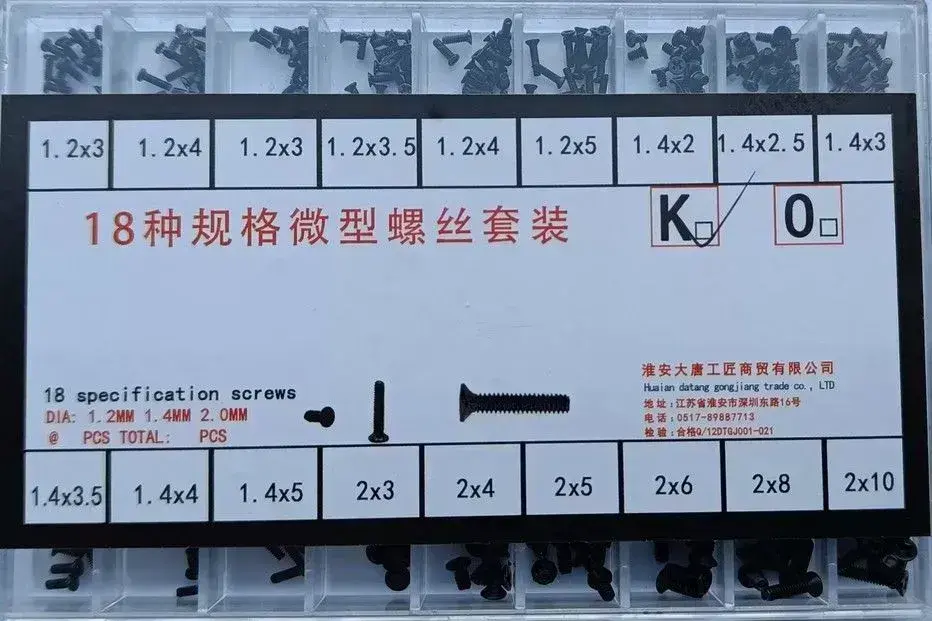 1.2x3 1.2x4 1.2x3 1.2x3.5 1.2x4 1.2x5 1.4x2 1.4x2.5 1.4x3
18种规格微型螺丝套装 K□ O□
淮安大唐工匠商贸有限公司
Huaian datang gongjiang trade co., LTD
地址:江苏省淮安市深圳东路16号
电话:0517-89887713
检验:合格Q/12DTGJ001-021
18 specification screws
DIA: 1.2MM 1.4MM 2.0MM
@ PCS TOTAL: PCS
1.4x3.5 1.4x4 1.4x5 2x3 2x4 2x5 2x6 2x8 2x10